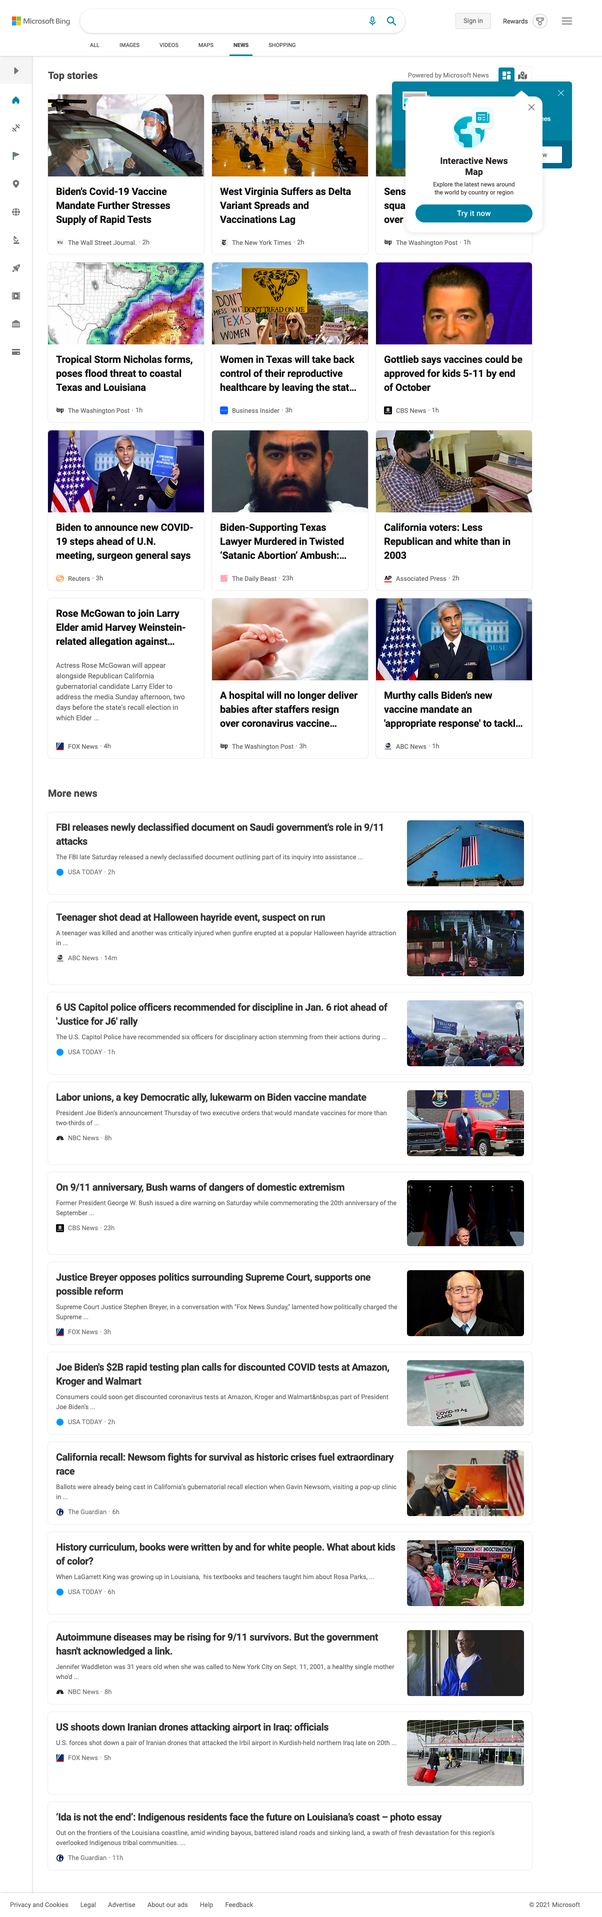 Microsoft Bing
Sign in
Rewards
ALL
IMAGES
VIDEOS
MAPS
NEWS
SHOPPING
Top stories
Powered by Microsoft News
Interactive News
Map
Explore the latest news around
the world by country or region
Try it now
Biden's Covid-19 Vaccine
Mandate Further Stresses
Supply of Rapid Tests
The Wall Street Journal. · 2h
West Virginia Suffers as Delta
Variant Spreads and
Vaccinations Lag
The New York Times · 2h
Sens
squa
over
The Washington Post · 1h
DON'T TREAD ON ME
DON'T
MESS WITH
TEXAS
WOMEN
Tropical Storm Nicholas forms,
poses flood threat to coastal
Texas and Louisiana
The Washington Post · 1h
Women in Texas will take back
control of their reproductive
healthcare by leaving the stat...
Business Insider · 3h
Gottlieb says vaccines could be
approved for kids 5-11 by end
of October
CBS News · 1h
Biden to announce new COVID-
19 steps ahead of U.N.
meeting, surgeon general says
Reuters · 3h
Biden-Supporting Texas
Lawyer Murdered in Twisted
'Satanic Abortion' Ambush:...
The Daily Beast · 23h
California voters: Less
Republican and white than in
2003
Associated Press · 2h
Rose McGowan to join Larry
Elder amid Harvey Weinstein-
related allegation against...
Actress Rose McGowan will appear
alongside Republican California
gubernatorial candidate Larry Elder to
address the media Sunday afternoon, two
days before the state's recall election in
which Elder ...
FOX News · 4h
A hospital will no longer deliver
babies after staffers resign
over coronavirus vaccine...
The Washington Post · 3h
Murthy calls Biden's new
vaccine mandate an
'appropriate response' to tackl...
ABC News · 1h
More news
FBI releases newly declassified document on Saudi government's role in 9/11
attacks
The FBI late Saturday released a newly declassified document outlining part of its inquiry into assistance ...
USA TODAY · 2h
Teenager shot dead at Halloween hayride event, suspect on run
A teenager was killed and another was critically injured when gunfire erupted at a popular Halloween hayride attraction
in ...
ABC News · 14m
6 US Capitol police officers recommended for discipline in Jan. 6 riot ahead of
'Justice for J6' rally
The U.S. Capitol Police have recommended six officers for disciplinary action stemming from their actions during ...
USA TODAY · 1h
Labor unions, a key Democratic ally, lukewarm on Biden vaccine mandate
President Joe Biden's announcement Thursday of two executive orders that would mandate vaccines for more than
two-thirds of ...
NBC News · 8h
On 9/11 anniversary, Bush warns of dangers of domestic extremism
Former President George W. Bush issued a dire warning on Saturday while commemorating the 20th anniversary of the
September ...
CBS News · 23h
Justice Breyer opposes politics surrounding Supreme Court, supports one
possible reform
Supreme Court Justice Stephen Breyer, in a conversation with "Fox News Sunday," lamented how politically charged the
Supreme ...
FOX News · 3h
Joe Biden's $2B rapid testing plan calls for discounted COVID tests at Amazon,
Kroger and Walmart
Consumers could soon get discounted coronavirus tests at Amazon, Kroger and Walmart&nbsp;as part of President
Joe Biden's ...
USA TODAY · 2h
COVID-19 Ag
CARD
California recall: Newsom fights for survival as historic crises fuel extraordinary
race
Ballots were already being cast in California's gubernatorial recall election when Gavin Newsom, visiting a pop-up clinic
in ...
The Guardian · 6h
History curriculum, books were written by and for white people. What about kids
of color?
When LaGarrett King was growing up in Louisiana, his textbooks and teachers taught him about Rosa Parks, ...
USA TODAY · 6h
EDUCATION NOT INDOCTRINATION
Autoimmune diseases may be rising for 9/11 survivors. But the government
hasn't acknowledged a link.
Jennifer Waddleton was 31 years old when she was called to New York City on Sept. 11, 2001, a healthy single mother
who'd ...
NBC News · 8h
US shoots down Iranian drones attacking airport in Iraq: officials
U.S. forces shot down a pair of Iranian drones that attacked the Irbil airport in Kurdish-held northern Iraq late on 20th ...
FOX News · 5h
'Ida is not the end': Indigenous residents face the future on Louisiana's coast – photo essay
Out on the frontiers of the Louisiana coastline, amid winding bayous, battered island roads and sinking land, a swath of fresh devastation for this region's
overlooked Indigenous tribal communities. ...
The Guardian · 11h
Privacy and Cookies
Legal
Advertise
About our ads
Help
Feedback
© 2021 Microsoft